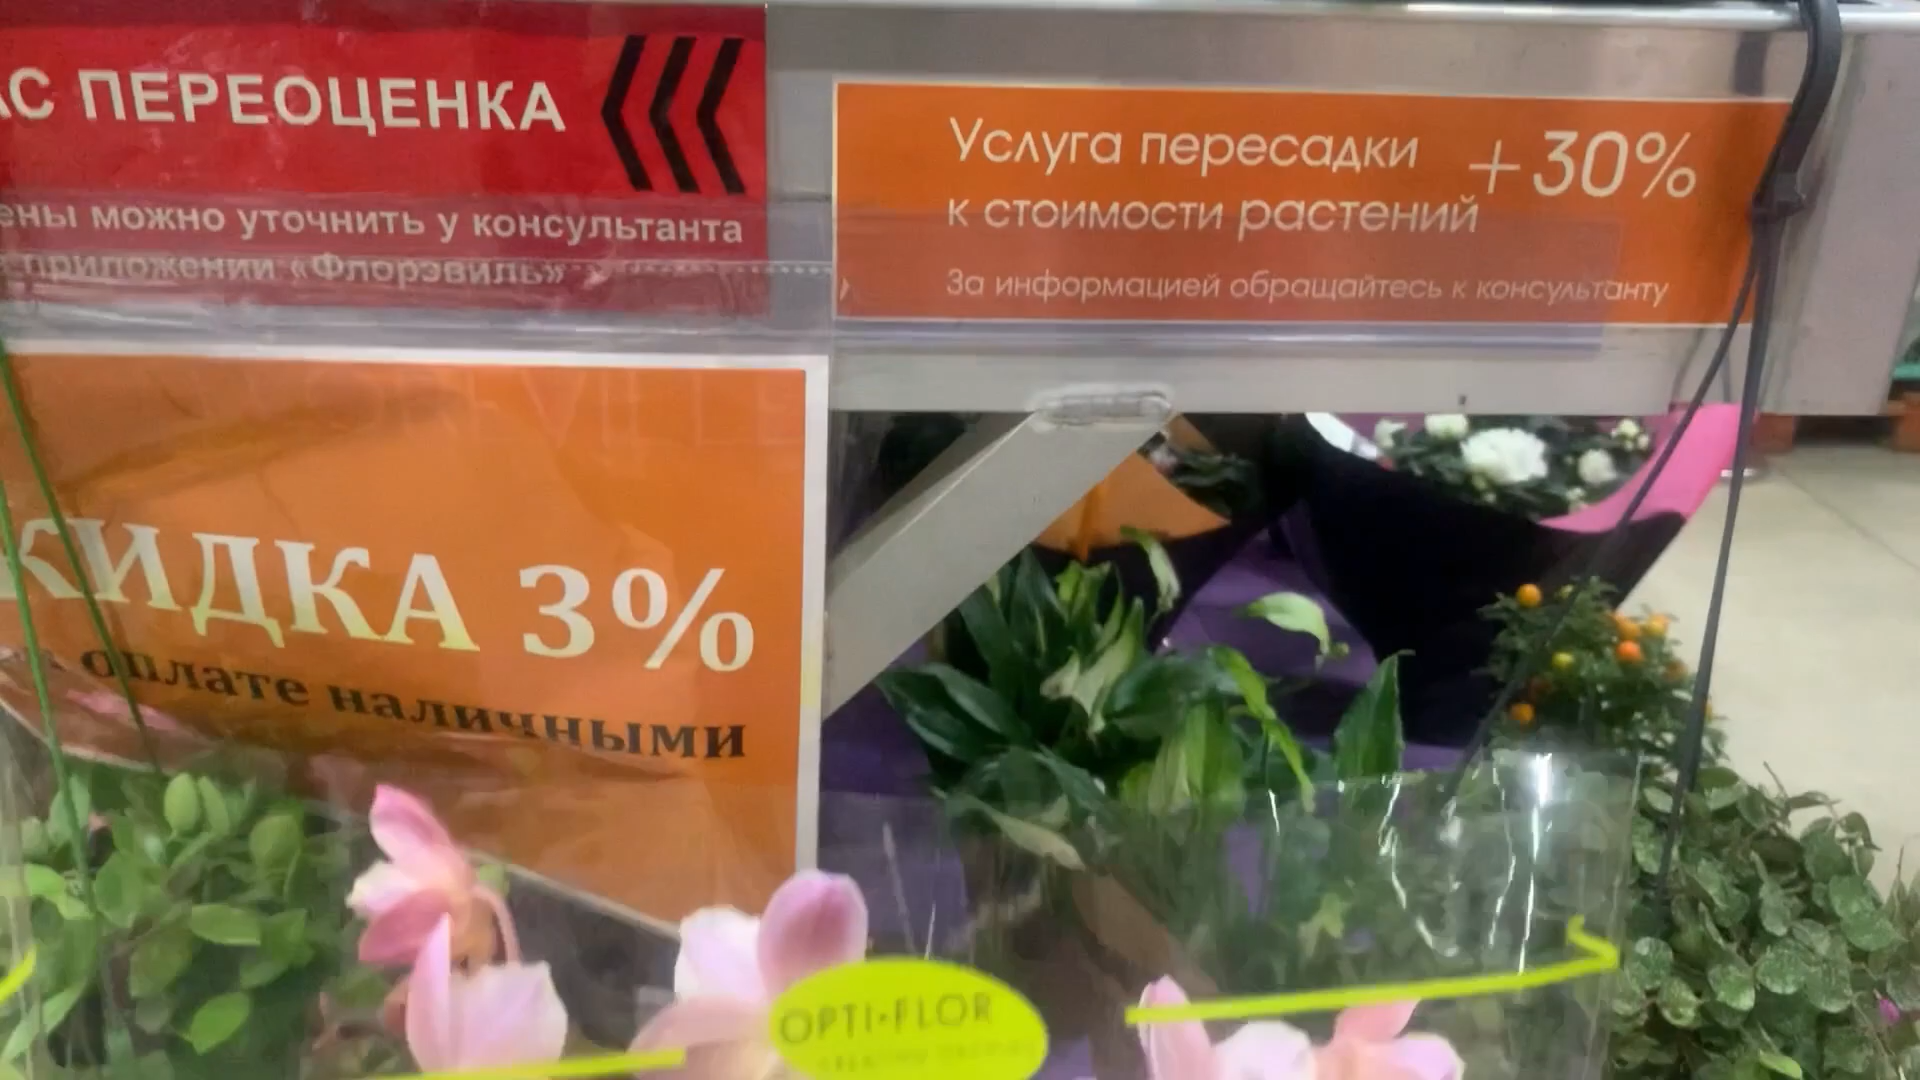 АС ПЕРЕОЦЕНКА
ены можно уточнить у консультанта
приложении «Флорэвиль»
Услуга пересадки +30%
к стоимости растений
За информацией обращайтесь к консультанту
КИДКА 3%
оплате наличными
OPTI-FLOR